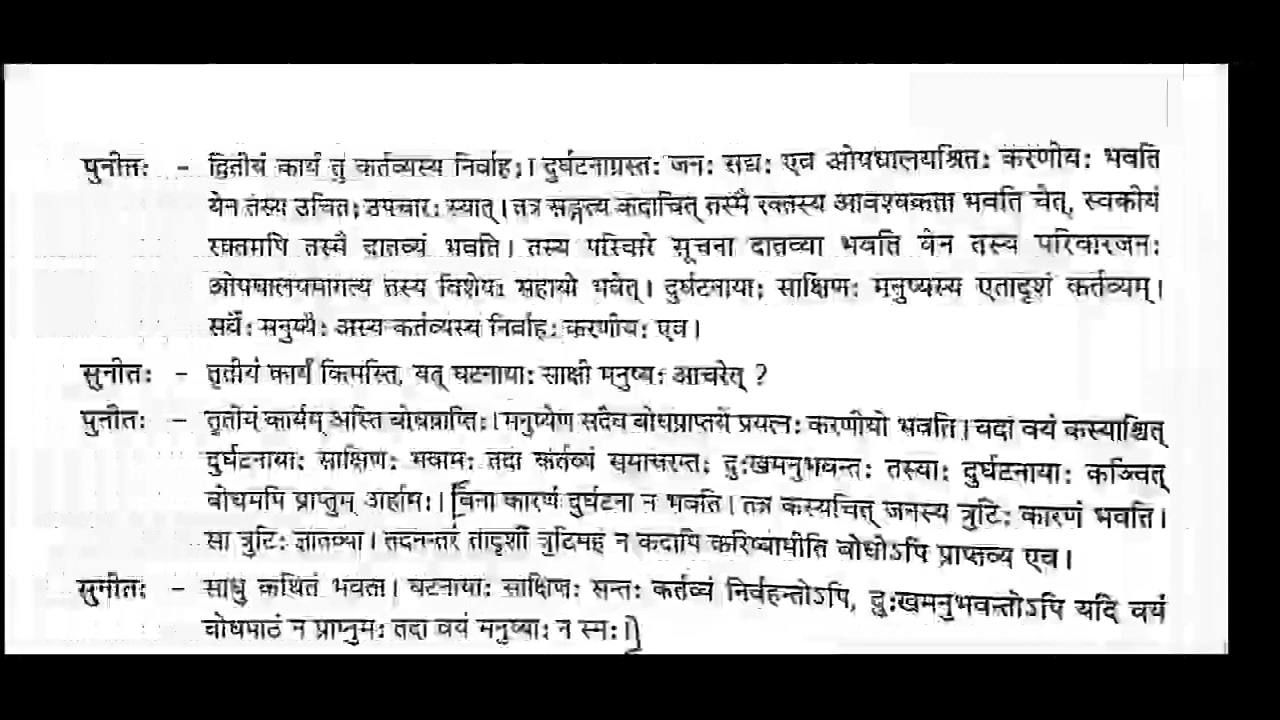 पुनीतः - द्वितीयं कार्यं तु कर्तव्यस्य निर्वाहः। दुर्घटनाग्रस्तः जनः सद्यः एव ओषधालयश्रितः करणीयः भवति
येन तस्य उचितः उपचारः स्यात्। तत्र सङ्गत्य कदाचित् तस्मै रक्तस्य आवश्यकता भवति चेत्, स्वकीयं
रक्तमपि तस्मै दातव्यं भवति। तस्य परिवारे सूचना दातव्या भवति येन तस्य परिवारजनः
ओषधालयमागत्य तस्य विशेषः सहायो भवेत्। दुर्घटनायाः साक्षिणः मनुष्यस्य एतादृशं कर्तव्यम्।
सर्वैः मनुष्यैः अस्य कर्तव्यस्य निर्वाहः करणीयः एव।
सुनीतः - तृतीयं कार्यं किमस्ति, यत् घटनायाः साक्षी मनुष्यः आचरेत् ?
पुनीतः - तृतीयं कार्यम् अस्ति बोधप्राप्तिः। मनुष्येण सदैव बोधप्राप्तये प्रयत्नः करणीयो भवति। यदा वयं कस्याश्चित्
दुर्घटनायाः साक्षिणः भवामः तदा कर्तव्यं समाचरन्तः दुःखमनुभवन्तः तस्याः दुर्घटनायाः कञ्चित्
बोधमपि प्राप्तुम् अर्हामः। विना कारणं दुर्घटना न भवति। तत्र कस्यचित् जनस्य त्रुटिः कारणं भवति।
सा त्रुटिः ज्ञातव्या। तदनन्तरं तादृशीं त्रुटिमहं न कदापि करिष्यामीति बोधोऽपि प्राप्तव्य एव।
सुनीतः - साधु कथितं भवता। घटनायाः साक्षिणः सन्तः कर्तव्यं निर्वहन्तोऽपि, दुःखमनुभवन्तोऽपि यदि वयं
बोधपाठं न प्राप्नुमः तदा वयं मनुष्याः न स्मः।